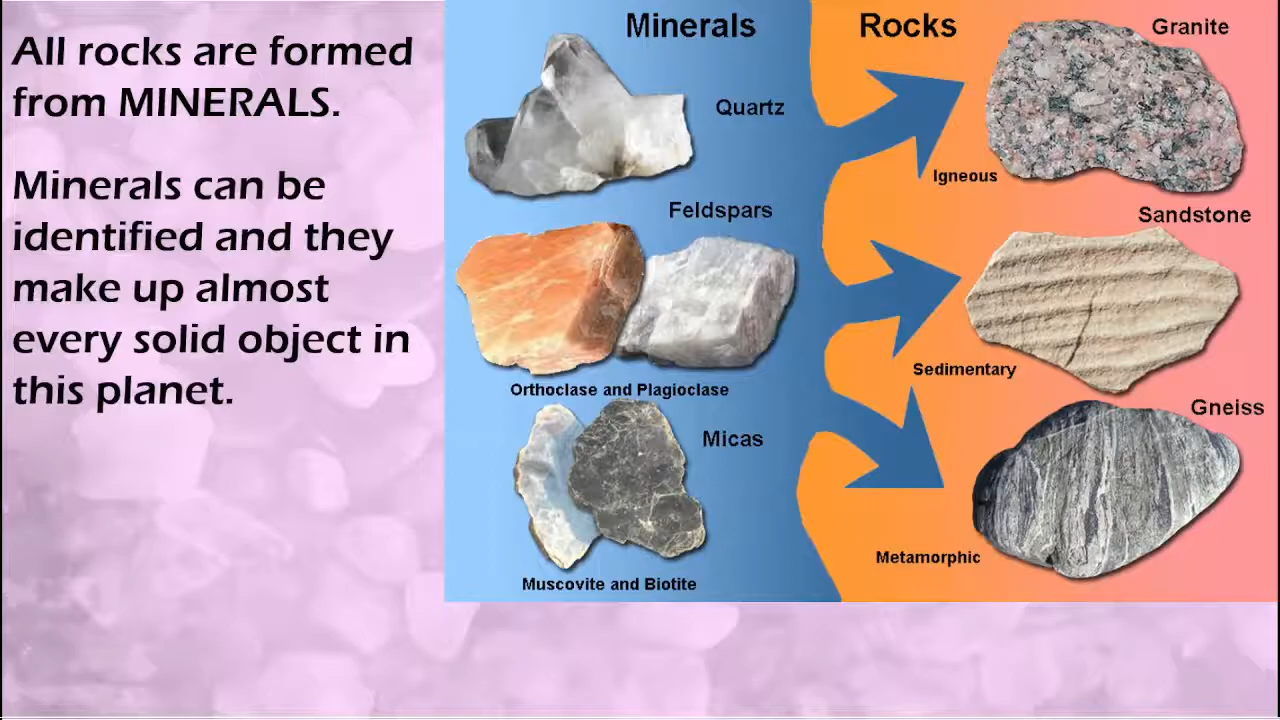 All rocks are formed
from MINERALS.
Minerals can be
identified and they
make up almost
every solid object in
this planet.
Minerals
Quartz
Feldspars
Orthoclase and Plagioclase
Micas
Muscovite and Biotite
Rocks
Granite
Igneous
Sandstone
Sedimentary
Gneiss
Metamorphic